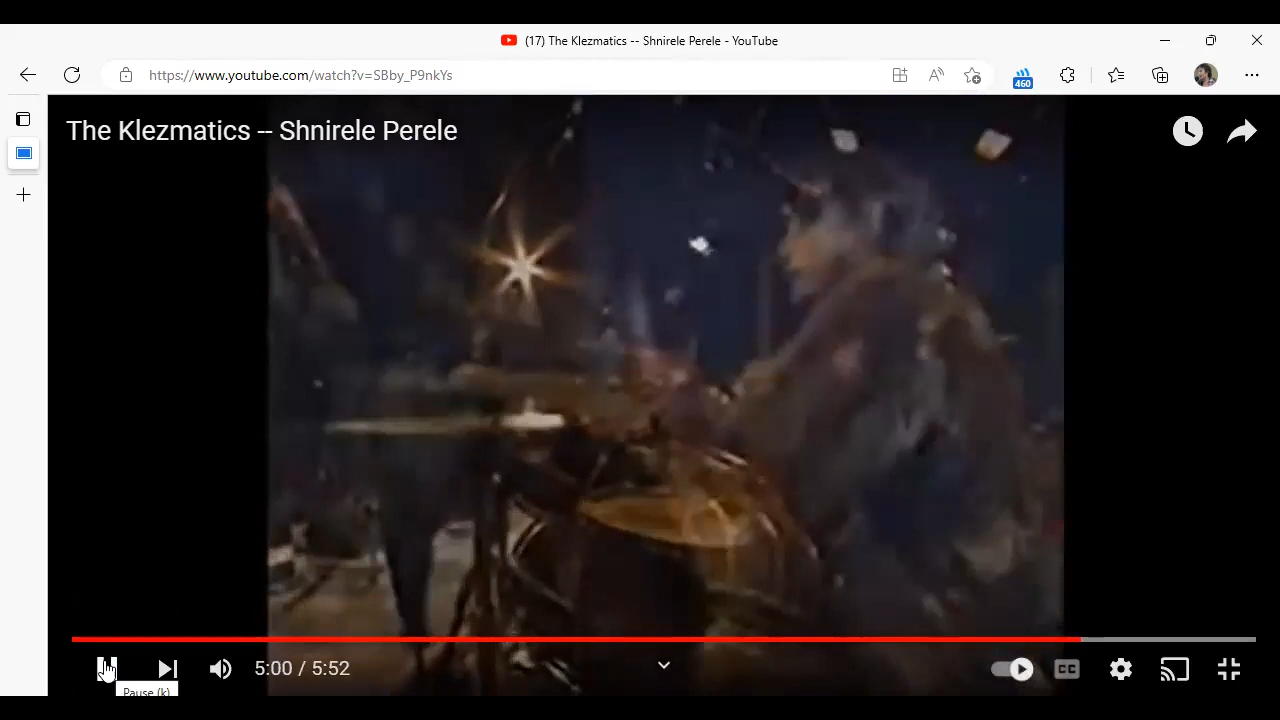 (17) The Klezmatics -- Shnirele Perele - YouTube
https://www.youtube.com/watch?v=SBby_P9nkYs
460
The Klezmatics -- Shnirele Perele
5:00 / 5:52
CC
Pause (k)